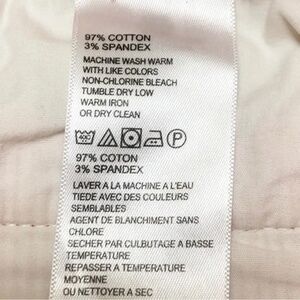 97% COTTON
3% SPANDEX
MACHINE WASH WARM
WITH LIKE COLORS
NON-CHLORINE BLEACH
TUMBLE DRY LOW
WARM IRON
OR DRY CLEAN
40C P
97% COTON
3% SPANDEX
LAVER A LA MACHINE A L'EAU
TIEDE AVEC DES COULEURS
SEMBLABLES
AGENT DE BLANCHIMENT SANS
CHLORE
SECHER PAR CULBUTAGE A BASSE
TEMPERATURE
REPASSER A TEMPERATURE
MOYENNE
OU NETTOYER A SEC